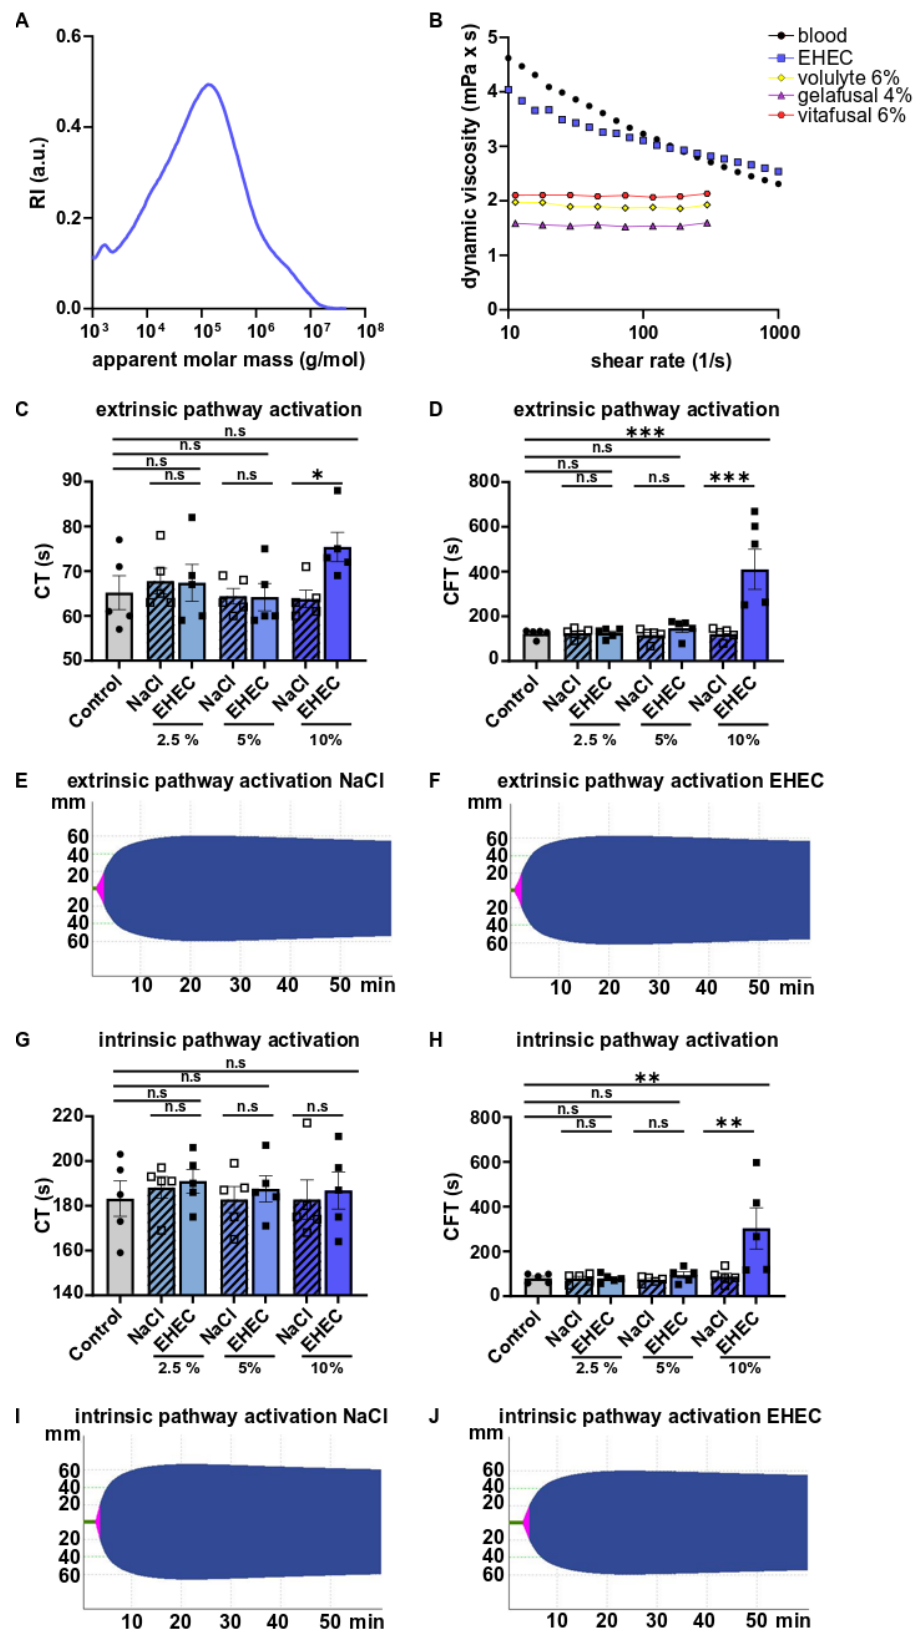 A
0.6
0.4
0.2
0.0
RI (a.u.)
10³ 10⁴ 10⁵ 10⁶ 10⁷ 10⁸
apparent molar mass (g/mol)
B
5
4
3
2
1
0
dynamic viscosity (mPa x s)
10 100 1000
shear rate (1/s)
blood
EHEC
volulyte 6%
gelafusal 4%
vitafusal 6%
C
extrinsic pathway activation
n.s
n.s
n.s
n.s n.s *
90
80
70
60
50
CT (s)
Control NaCl EHEC NaCl EHEC NaCl EHEC
2.5 % 5% 10%
D
extrinsic pathway activation
***
n.s
n.s
n.s n.s ***
800
600
400
200
0
CFT (s)
Control NaCl EHEC NaCl EHEC NaCl EHEC
2.5 % 5% 10%
E
extrinsic pathway activation NaCl
mm
60
40
20
20
40
60
10 20 30 40 50 min
F
extrinsic pathway activation EHEC
60
40
20
20
40
60
10 20 30 40 50 min
G
intrinsic pathway activation
n.s
n.s
n.s
n.s n.s n.s
220
200
180
160
140
CT (s)
Control NaCl EHEC NaCl EHEC NaCl EHEC
2.5 % 5% 10%
H
intrinsic pathway activation
**
n.s
n.s
n.s n.s **
800
600
400
200
0
CFT (s)
Control NaCl EHEC NaCl EHEC NaCl EHEC
2.5 % 5% 10%
I
intrinsic pathway activation NaCl
mm
60
40
20
20
40
60
10 20 30 40 50 min
J
intrinsic pathway activation EHEC
mm
60
40
20
20
40
60
10 20 30 40 50 min